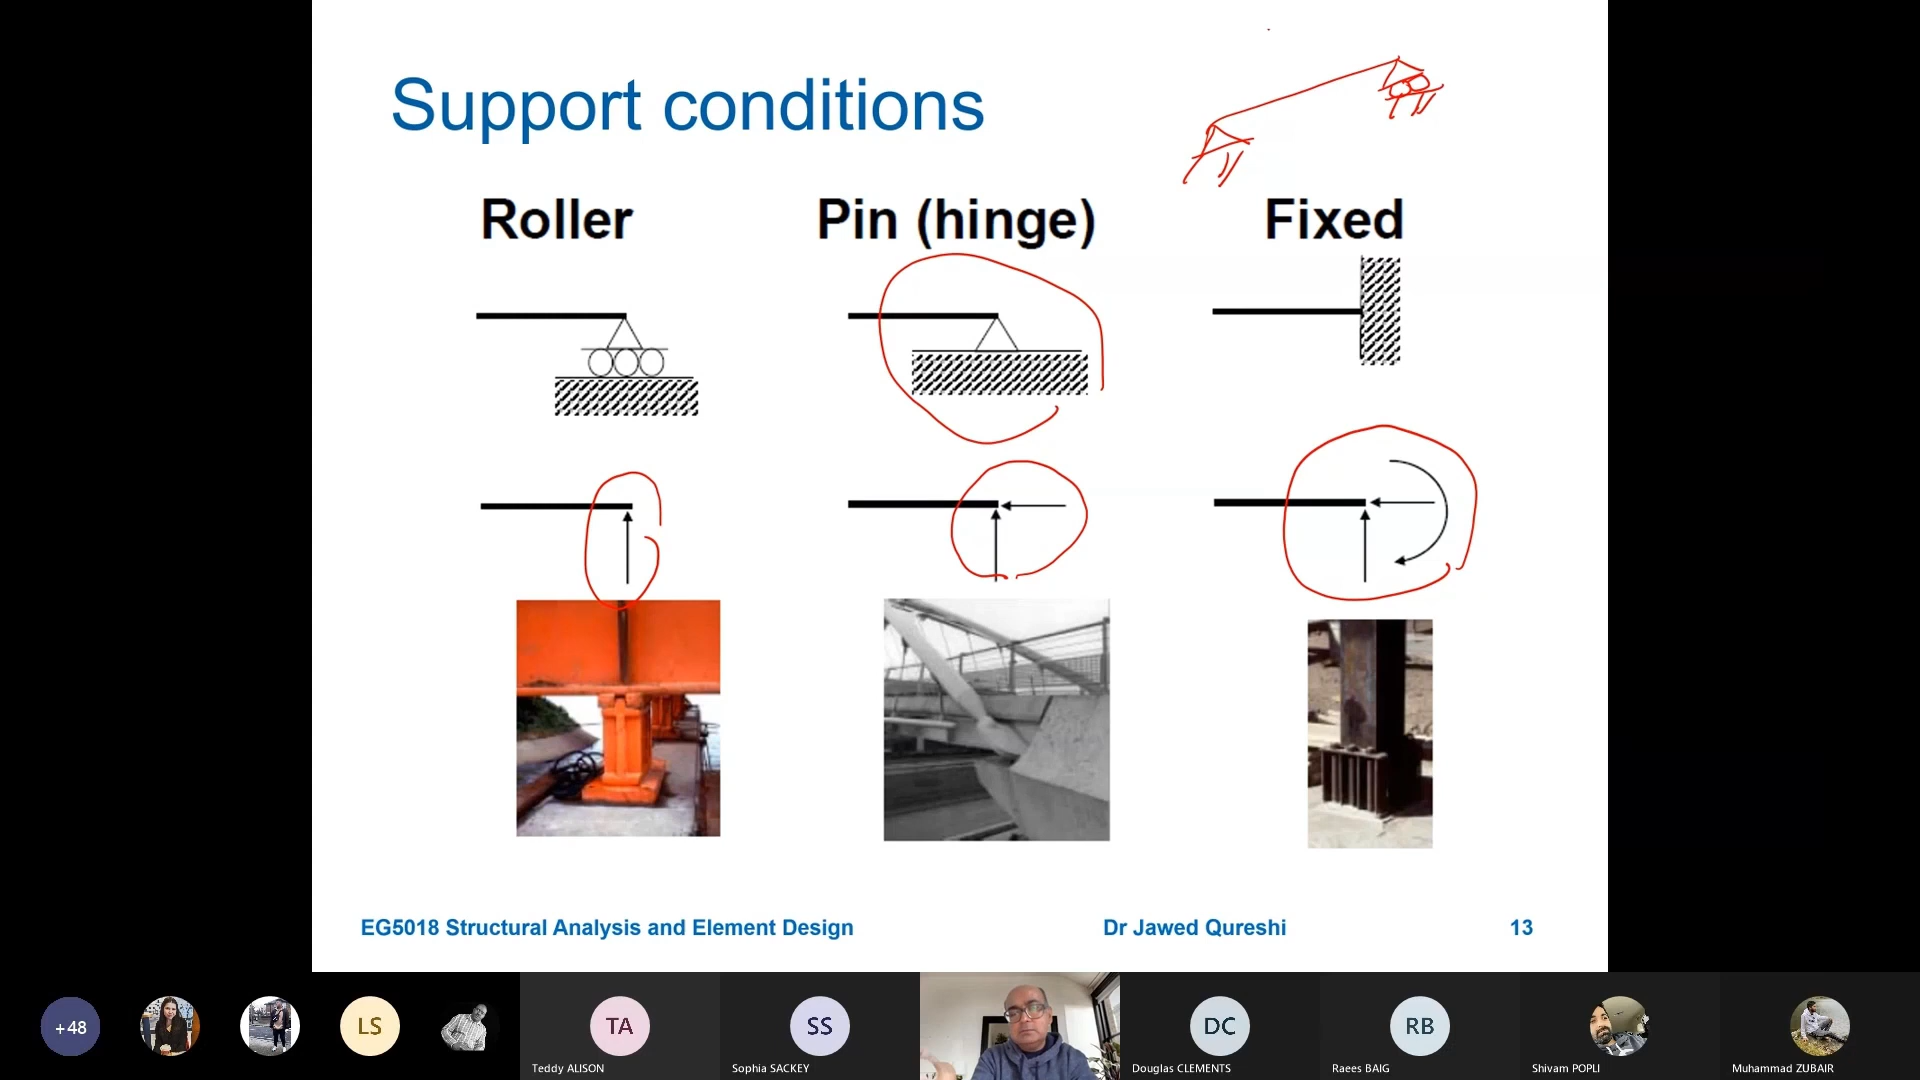 Support conditions
Roller
Pin (hinge)
Fixed
EG5018 Structural Analysis and Element Design
Dr Jawed Qureshi
13
+48
LS
TA
Teddy ALISON
SS
Sophia SACKEY
DC
Douglas CLEMENTS
RB
Raees BAIG
Shivam POPLI
Muhammad ZUBAIR